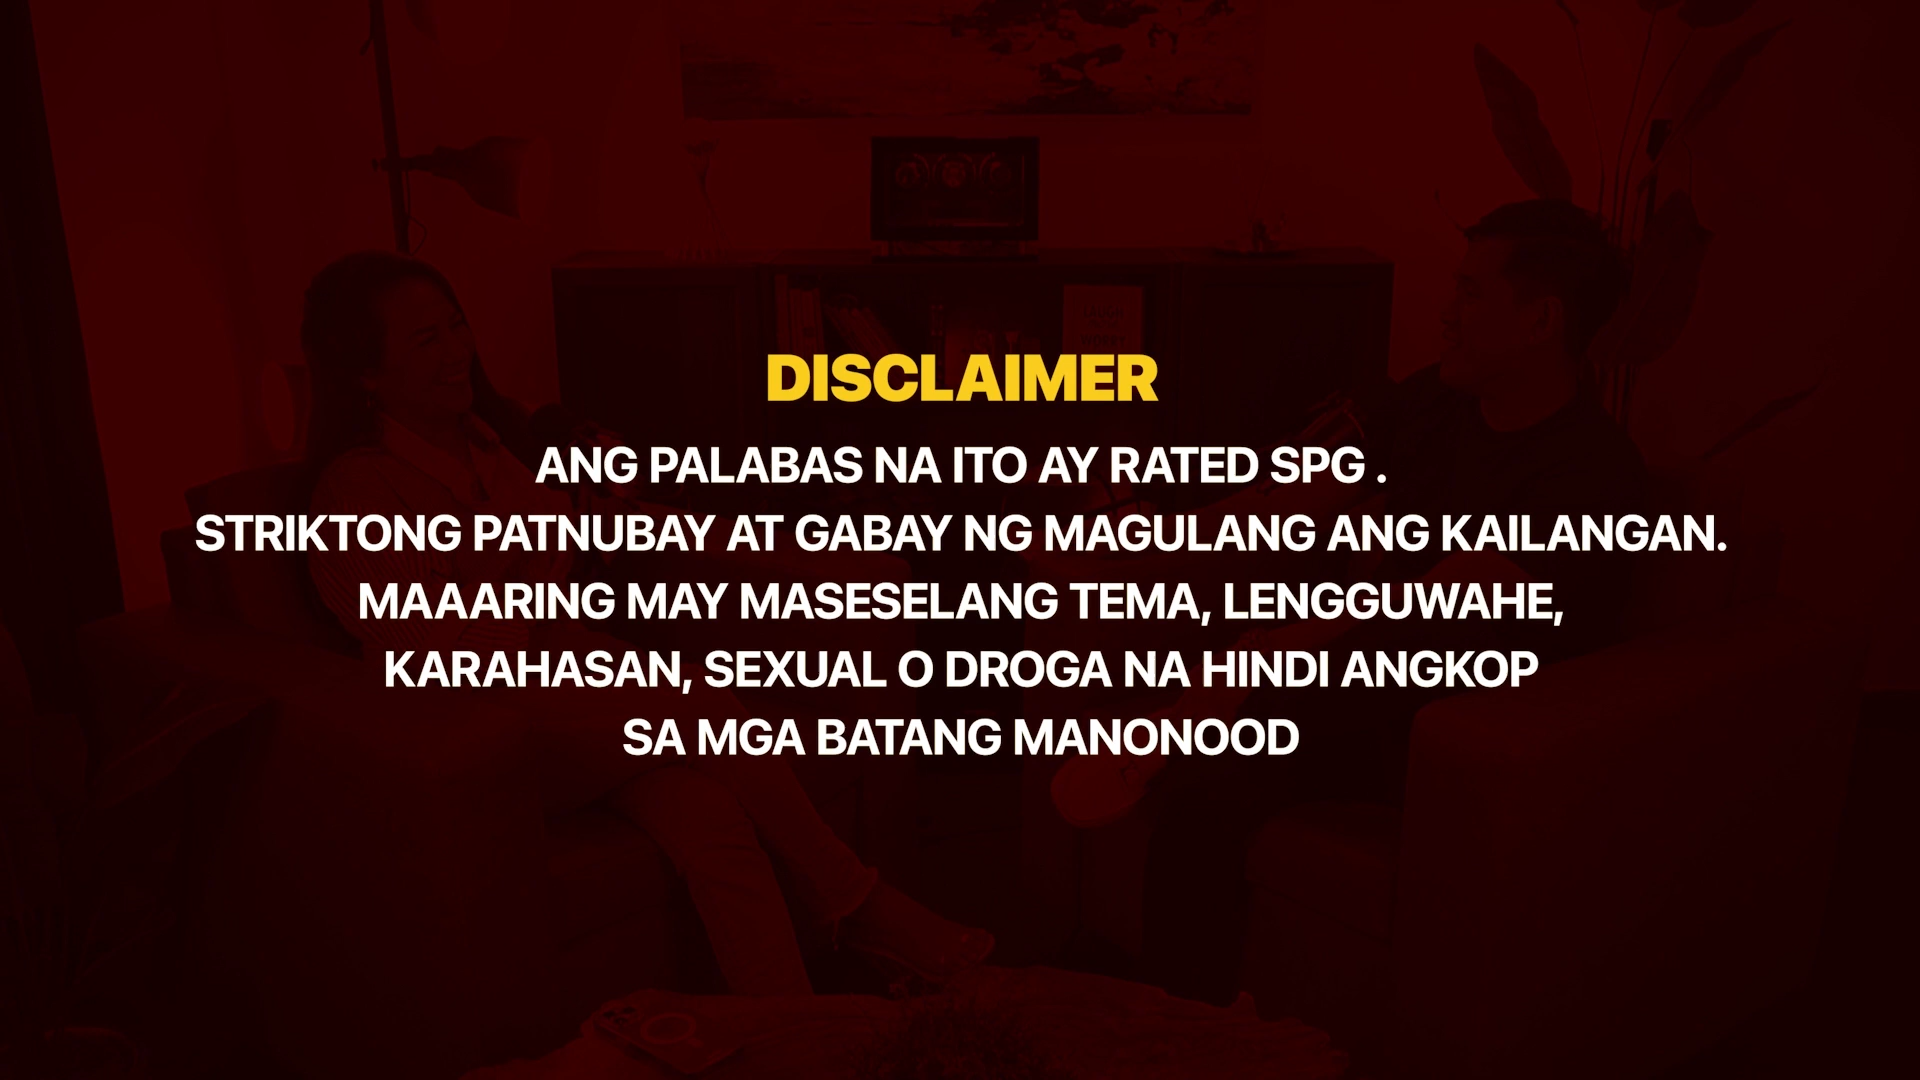 DISCLAIMER
ANG PALABAS NA ITO AY RATED SPG .
STRIKTONG PATNUBAY AT GABAY NG MAGULANG ANG KAILANGAN.
MAAARING MAY MASESELANG TEMA, LENGGUWAHE,
KARAHASAN, SEXUAL O DROGA NA HINDI ANGKOP
SA MGA BATANG MANONOOD